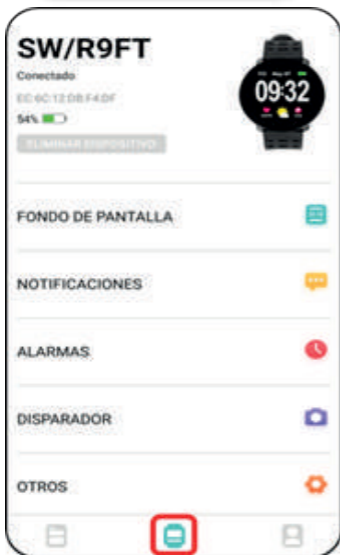 SW/R9FT
Conectado
EC:6C:12:DB:F4:DF
54%
ELIMINAR DISPOSITIVO
09:32
FONDO DE PANTALLA
NOTIFICACIONES
ALARMAS
DISPARADOR
OTROS